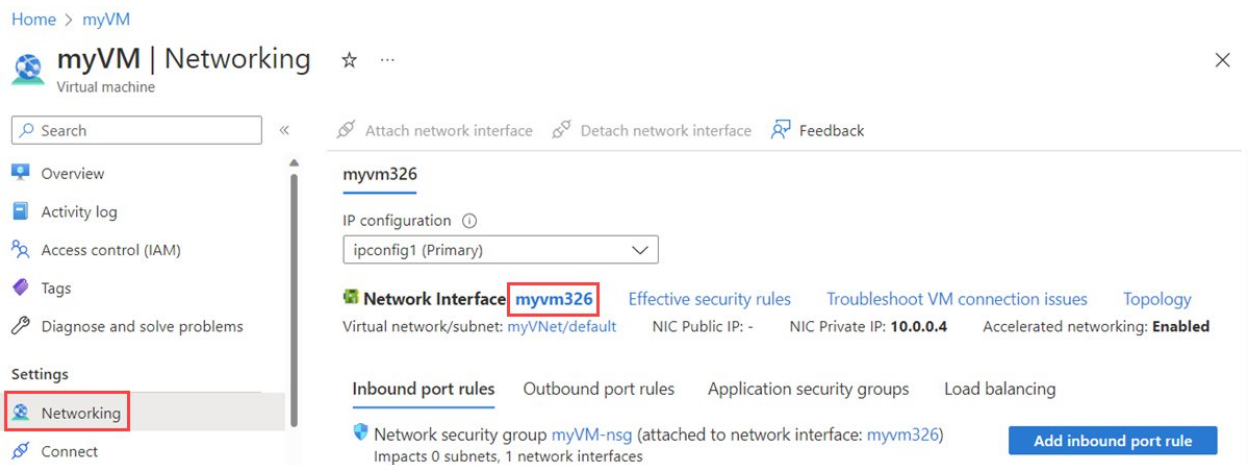 Home > myVM
myVM | Networking ☆ ...
Virtual machine
Search «
Overview
Activity log
Access control (IAM)
Tags
Diagnose and solve problems
Settings
Networking
Connect
Attach network interface Detach network interface Feedback
myvm326
IP configuration
ipconfig1 (Primary)
Network Interface myvm326 Effective security rules Troubleshoot VM connection issues Topology
Virtual network/subnet: myVNet/default NIC Public IP: - NIC Private IP: 10.0.0.4 Accelerated networking: Enabled
Inbound port rules Outbound port rules Application security groups Load balancing
Network security group myVM-nsg (attached to network interface: myvm326)
Impacts 0 subnets, 1 network interfaces
Add inbound port rule